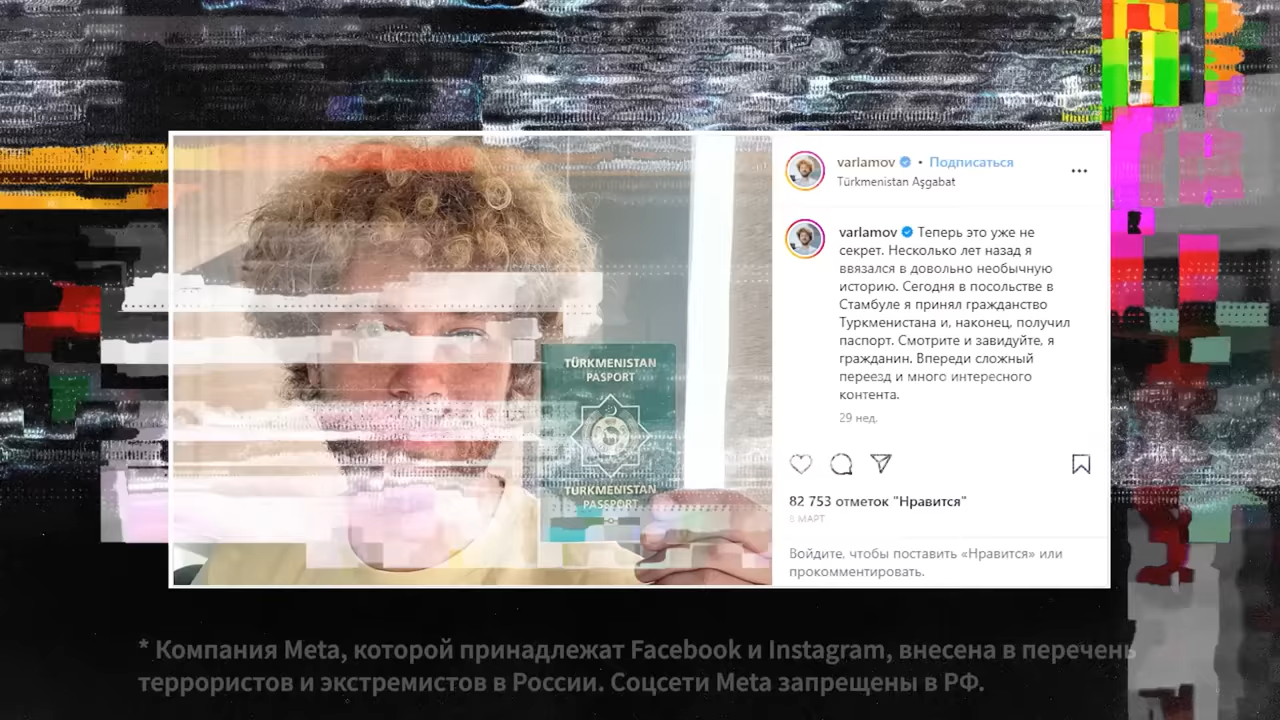 varlamov • Подписаться
Türkmenistan Aşgabat
varlamov Теперь это уже не
секрет. Несколько лет назад я
ввязался в довольно необычную
историю. Сегодня в посольстве в
Стамбуле я принял гражданство
Туркменистана и, наконец, получил
паспорт. Смотрите и завидуйте, я
гражданин. Впереди сложный
переезд и много интересного
контента.
29 нед.
TÜRKMENISTAN
PASPORT
TÜRKMENISTAN
PASSPORT
82 753 отметок "Нравится"
8 МАРТ
Войдите, чтобы поставить «Нравится» или
прокомментировать.
* Компания Meta, которой принадлежат Facebook и Instagram, внесена в перечень
террористов и экстремистов в России. Соцсети Meta запрещены в РФ.